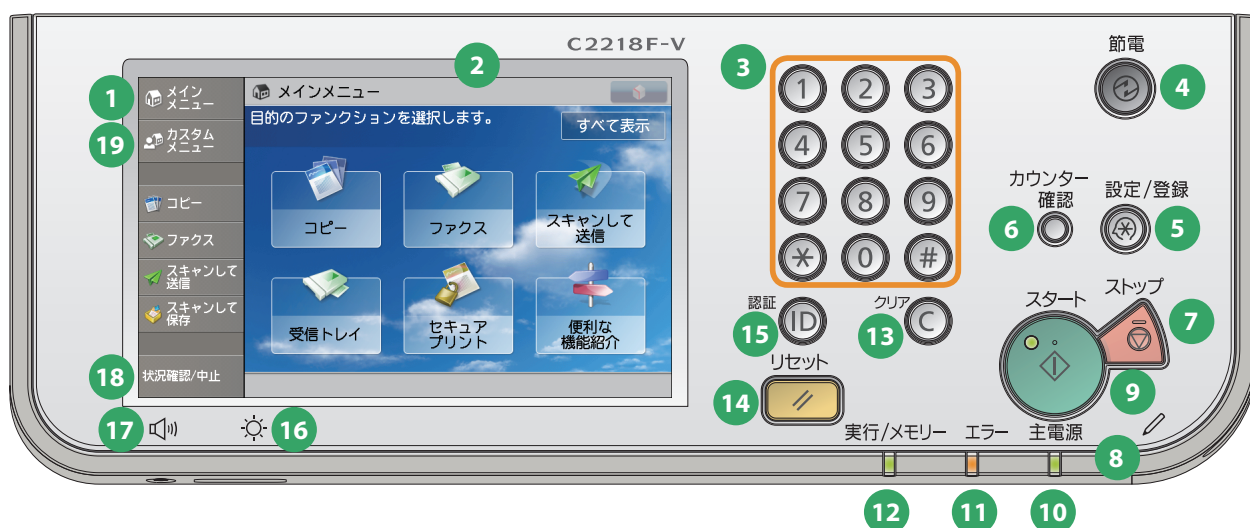 C2218F-V
節電
1
2
3
4
19
メイン
メニュー
カスタム
メニュー
コピー
ファクス
スキャンして
送信
スキャンして
保存
状況確認/中止
メインメニュー
目的のファンクションを選択します。
すべて表示
コピー
ファクス
スキャンして
送信
受信トレイ
セキュア
プリント
便利な
機能紹介
1
2
3
4
5
6
7
8
9
0
#
カウンター
確認
6
設定/登録
5
認証
ID
15
クリア
C
13
スタート
ストップ
7
9
リセット
14
18
17
16
実行/メモリー
エラー
主電源
8
12
11
10